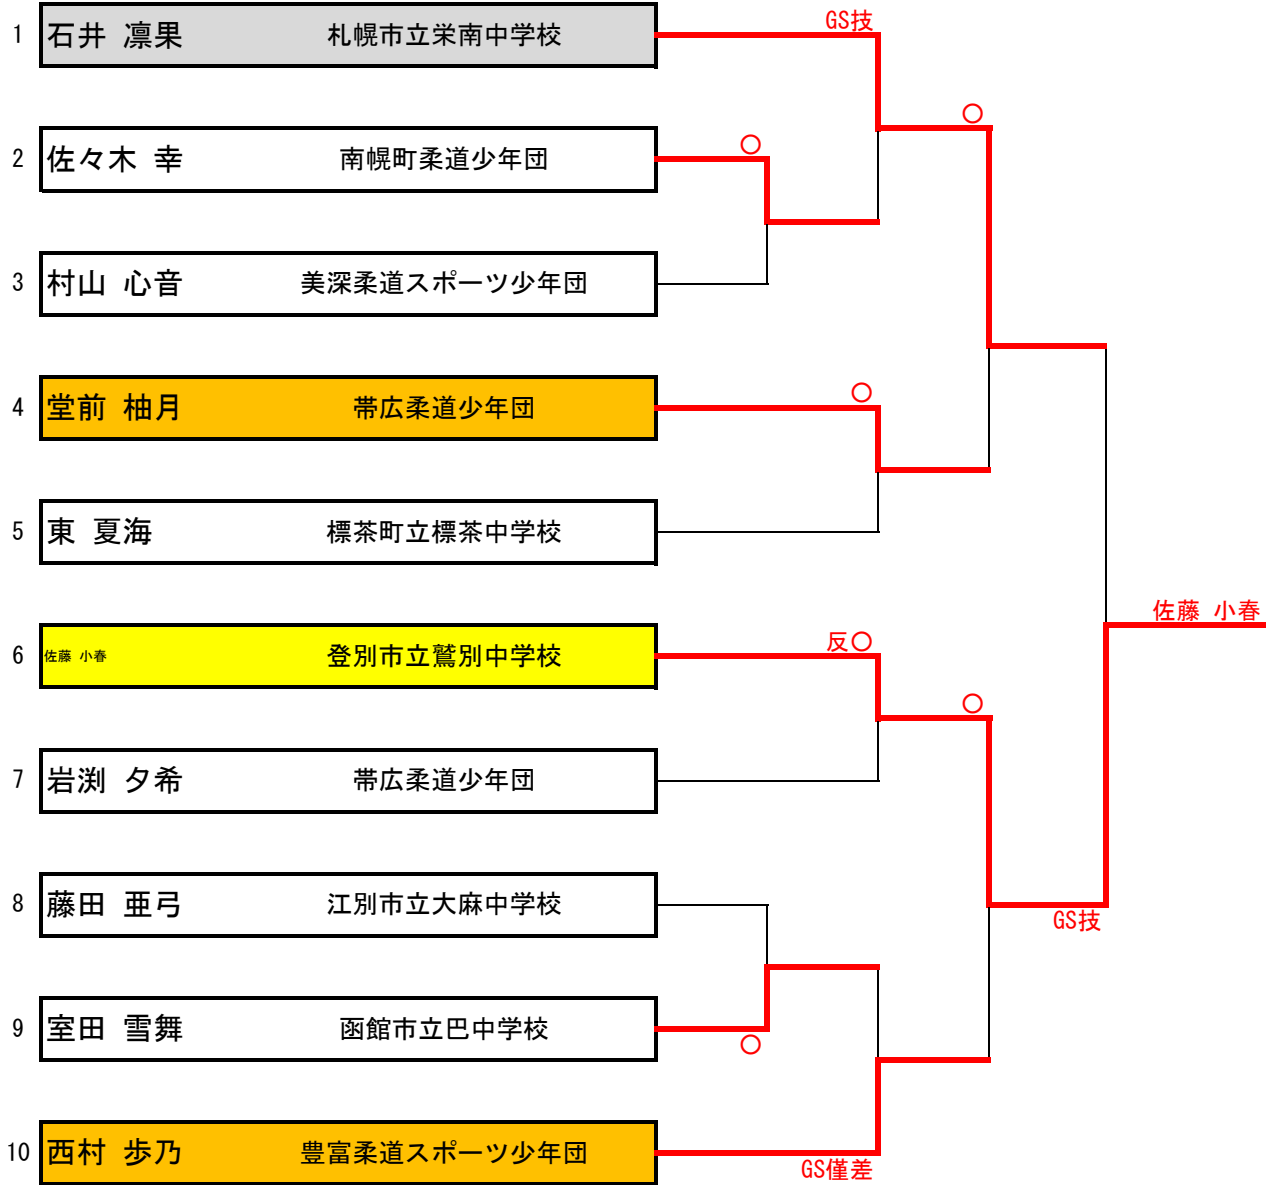 GS技
1 石井 凛果 札幌市立栄南中学校
〇
〇
2 佐々木 幸 南幌町柔道少年団
3 村山 心音 美深柔道スポーツ少年団
〇
4 堂前 柚月 帯広柔道少年団
5 東 夏海 標茶町立標茶中学校
佐藤 小春
反〇
6 佐藤 小春 登別市立鷲別中学校
〇
7 岩渕 夕希 帯広柔道少年団
8 藤田 亜弓 江別市立大麻中学校
GS技
9 室田 雪舞 函館市立巴中学校
〇
10 西村 歩乃 豊富柔道スポーツ少年団
GS僅差